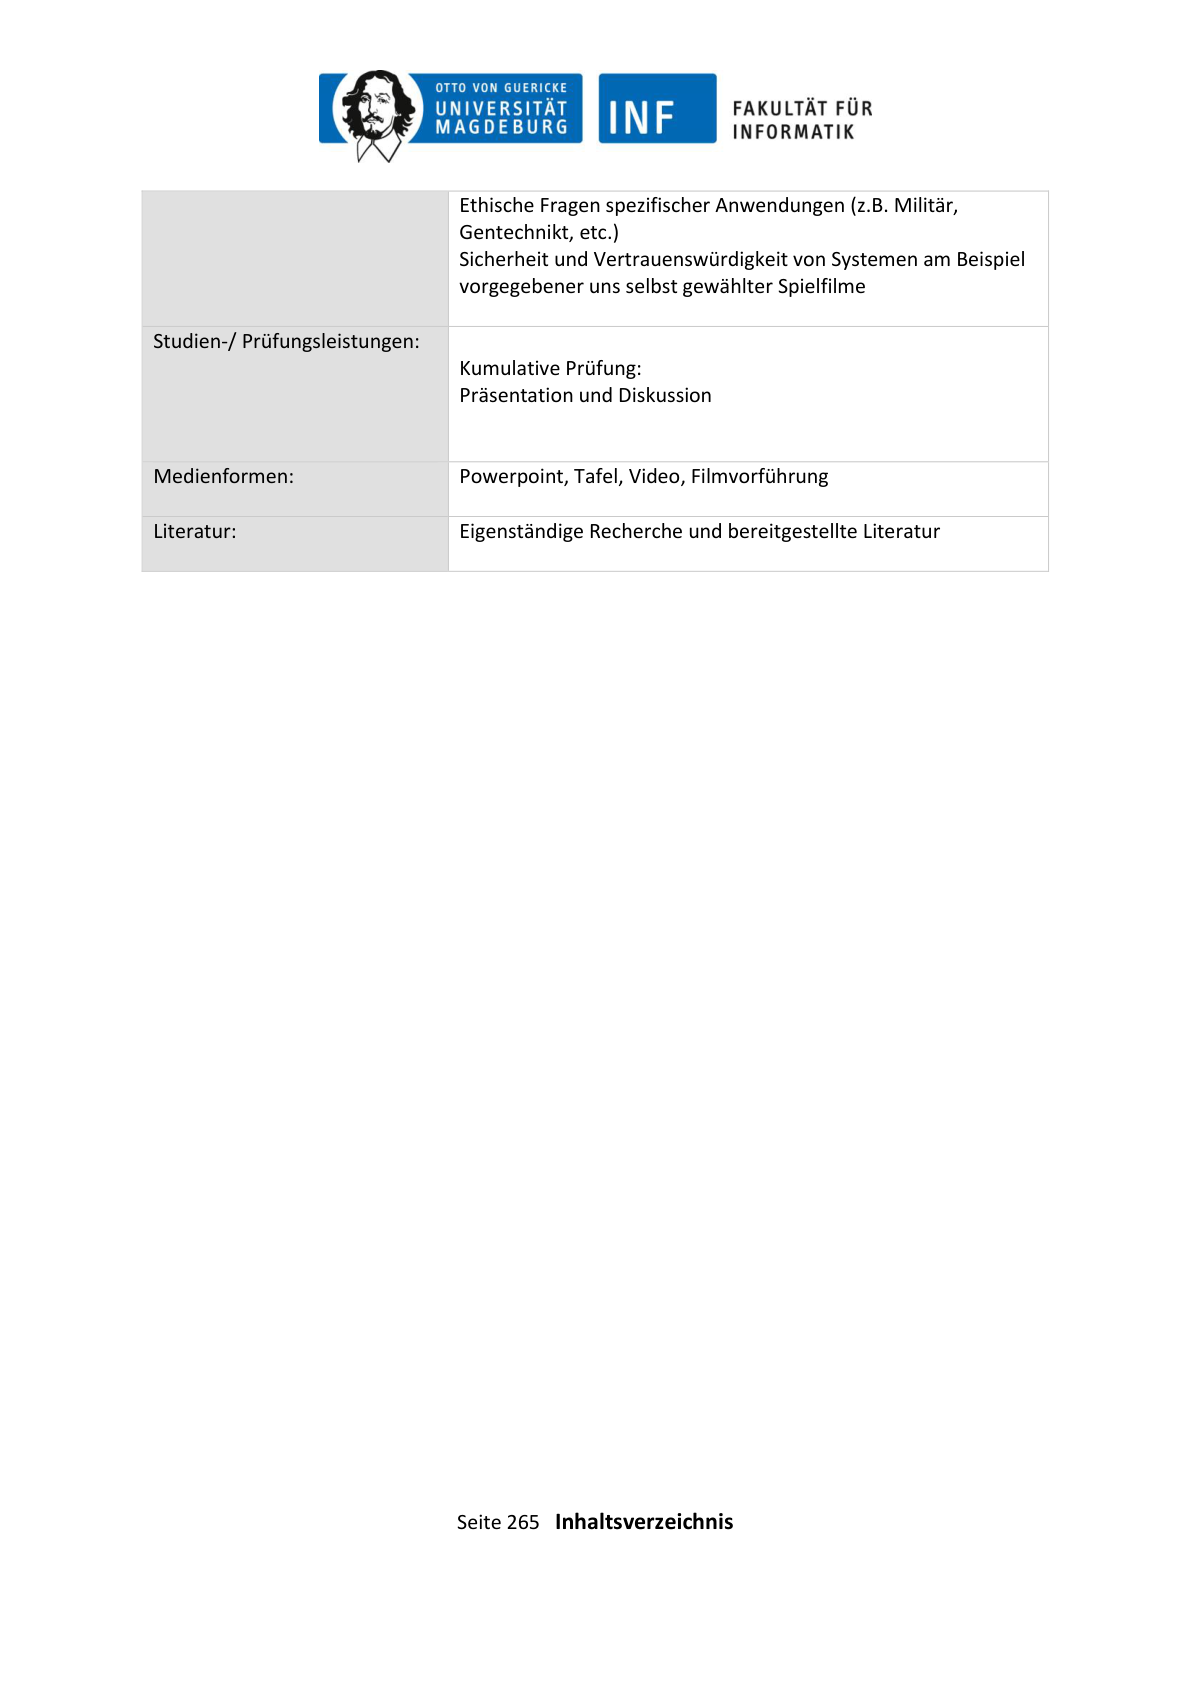 OTTO VON GUERICKE
UNIVERSITÄT
MAGDEBURG
INF
FAKULTÄT FÜR
INFORMATIK
Ethische Fragen spezifischer Anwendungen (z.B. Militär,
Gentechnikt, etc.)
Sicherheit und Vertrauenswürdigkeit von Systemen am Beispiel
vorgegebener uns selbst gewählter Spielfilme
Studien-/ Prüfungsleistungen:
Kumulative Prüfung:
Präsentation und Diskussion
Medienformen:
Powerpoint, Tafel, Video, Filmvorführung
Literatur:
Eigenständige Recherche und bereitgestellte Literatur
Seite 265 Inhaltsverzeichnis